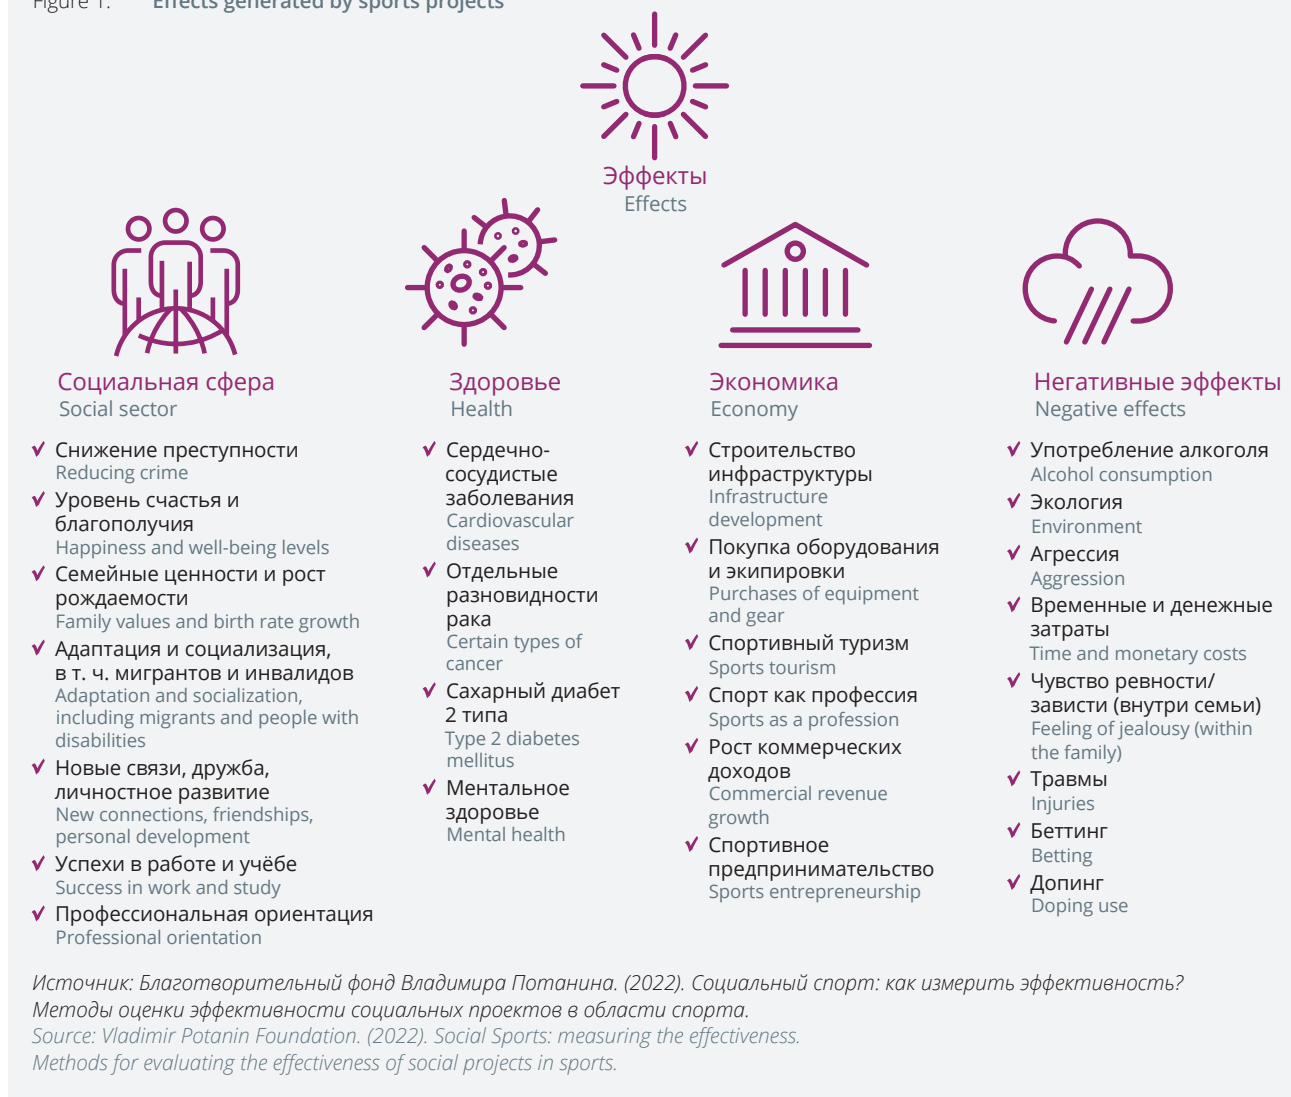 Figure 1. Effects generated by sports projects
Эффекты
Effects
Социальная сфера
Social sector
✓ Снижение преступности
Reducing crime
✓ Уровень счастья и
благополучия
Happiness and well-being levels
✓ Семейные ценности и рост
рождаемости
Family values and birth rate growth
✓ Адаптация и социализация,
в т. ч. мигрантов и инвалидов
Adaptation and socialization,
including migrants and people with
disabilities
✓ Новые связи, дружба,
личностное развитие
New connections, friendships,
personal development
✓ Успехи в работе и учёбе
Success in work and study
✓ Профессиональная ориентация
Professional orientation
Здоровье
Health
✓ Сердечно-
сосудистые
заболевания
Cardiovascular
diseases
✓ Отдельные
разновидности
рака
Certain types of
cancer
✓ Сахарный диабет
2 типа
Type 2 diabetes
mellitus
✓ Ментальное
здоровье
Mental health
Экономика
Economy
✓ Строительство
инфраструктуры
Infrastructure
development
✓ Покупка оборудования
и экипировки
Purchases of equipment
and gear
✓ Спортивный туризм
Sports tourism
✓ Спорт как профессия
Sports as a profession
✓ Рост коммерческих
доходов
Commercial revenue
growth
✓ Спортивное
предпринимательство
Sports entrepreneurship
Негативные эффекты
Negative effects
✓ Употребление алкоголя
Alcohol consumption
✓ Экология
Environment
✓ Агрессия
Aggression
✓ Временные и денежные
затраты
Time and monetary costs
✓ Чувство ревности/
зависти (внутри семьи)
Feeling of jealousy (within
the family)
✓ Травмы
Injuries
✓ Беттинг
Betting
✓ Допинг
Doping use
Источник: Благотворительный фонд Владимира Потанина. (2022). Социальный спорт: как измерить эффективность?
Методы оценки эффективности социальных проектов в области спорта.
Source: Vladimir Potanin Foundation. (2022). Social Sports: measuring the effectiveness.
Methods for evaluating the effectiveness of social projects in sports.